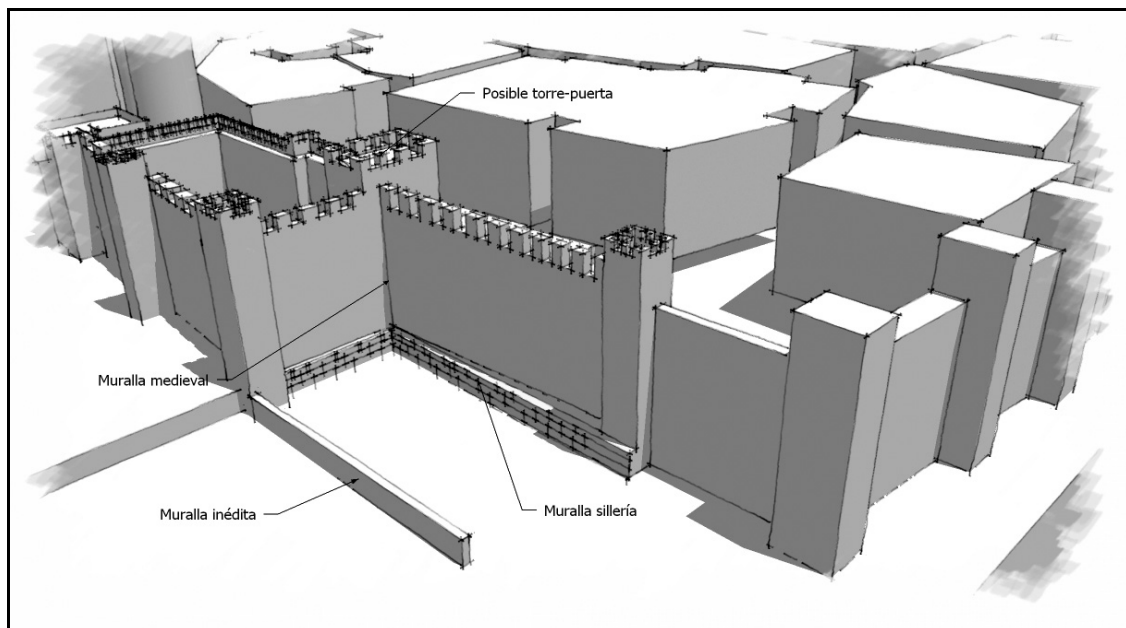 Posible torre-puerta
Muralla medieval
Muralla inédita
Muralla sillería